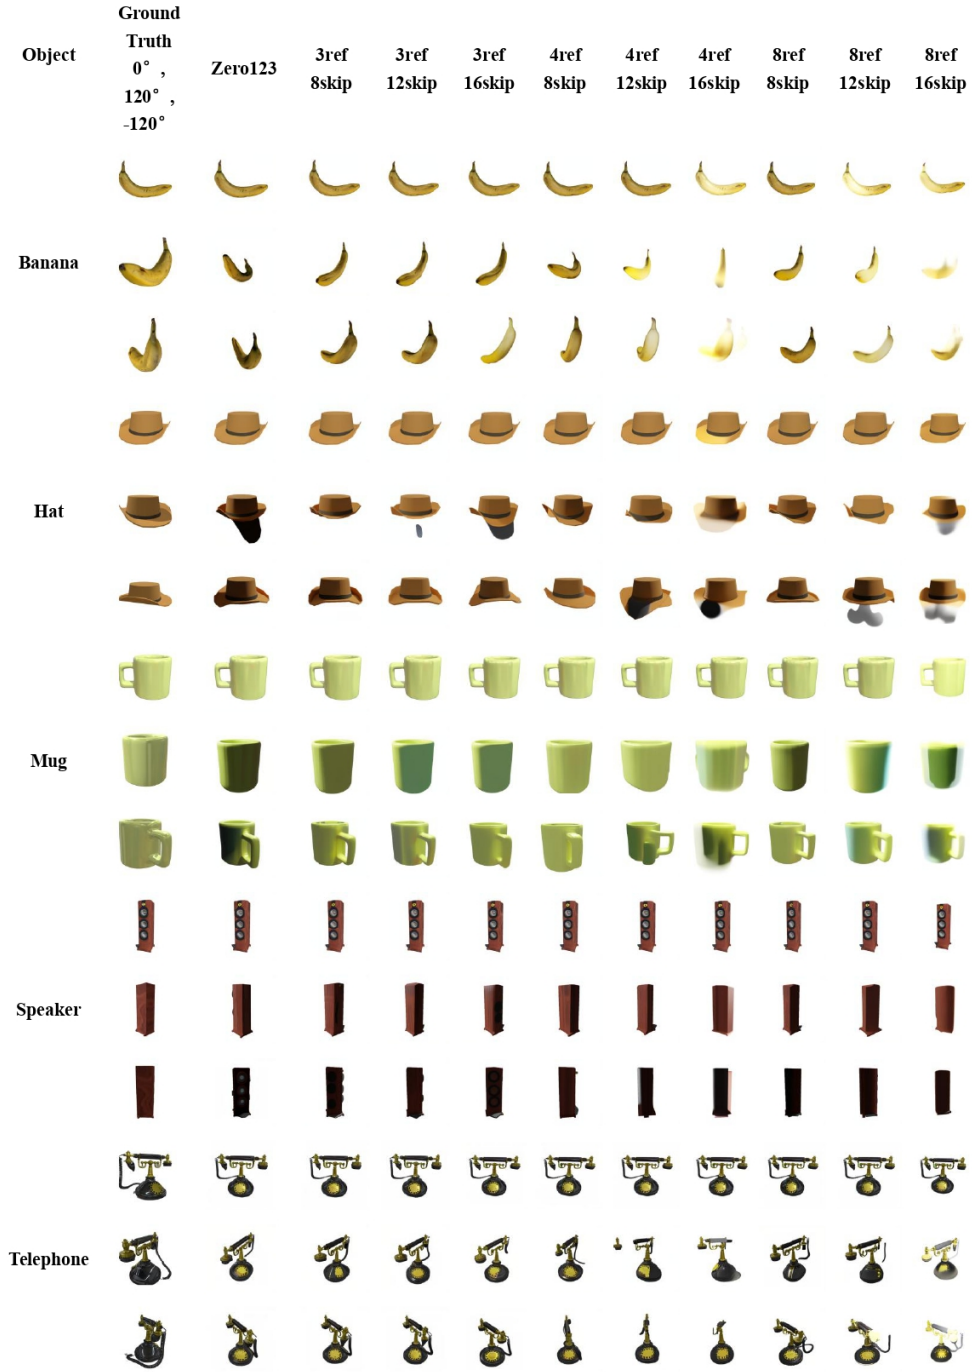 Object
Ground
Truth
0° ,
120° ,
-120°
Zero123
3ref
8skip
3ref
12skip
3ref
16skip
4ref
8skip
4ref
12skip
4ref
16skip
8ref
8skip
8ref
12skip
8ref
16skip
Banana
Hat
Mug
Speaker
Telephone